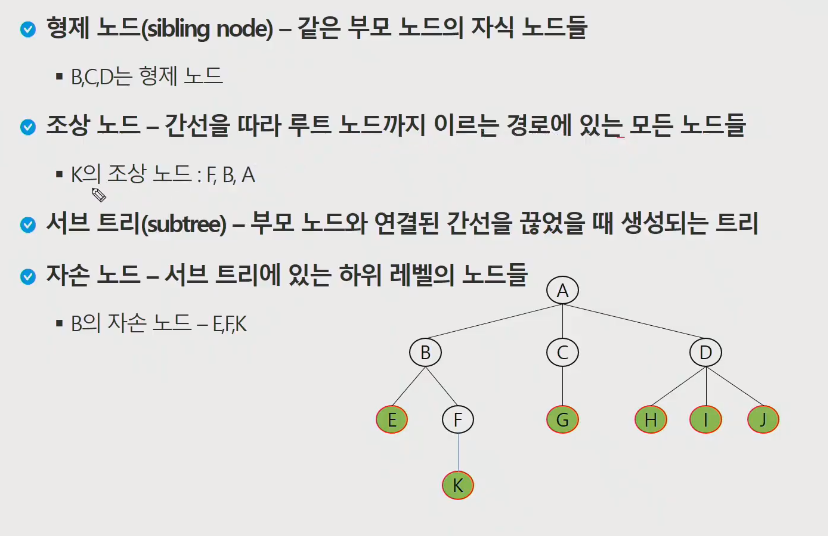 형제 노드(sibling node) – 같은 부모 노드의 자식 노드들
B,C,D는 형제 노드
조상 노드 – 간선을 따라 루트 노드까지 이르는 경로에 있는 모든 노드들
K의 조상 노드 : F, B, A
서브 트리(subtree) – 부모 노드와 연결된 간선을 끊었을 때 생성되는 트리
자손 노드 – 서브 트리에 있는 하위 레벨의 노드들
B의 자손 노드 – E,F,K
A
B C D
E F G H I J
K